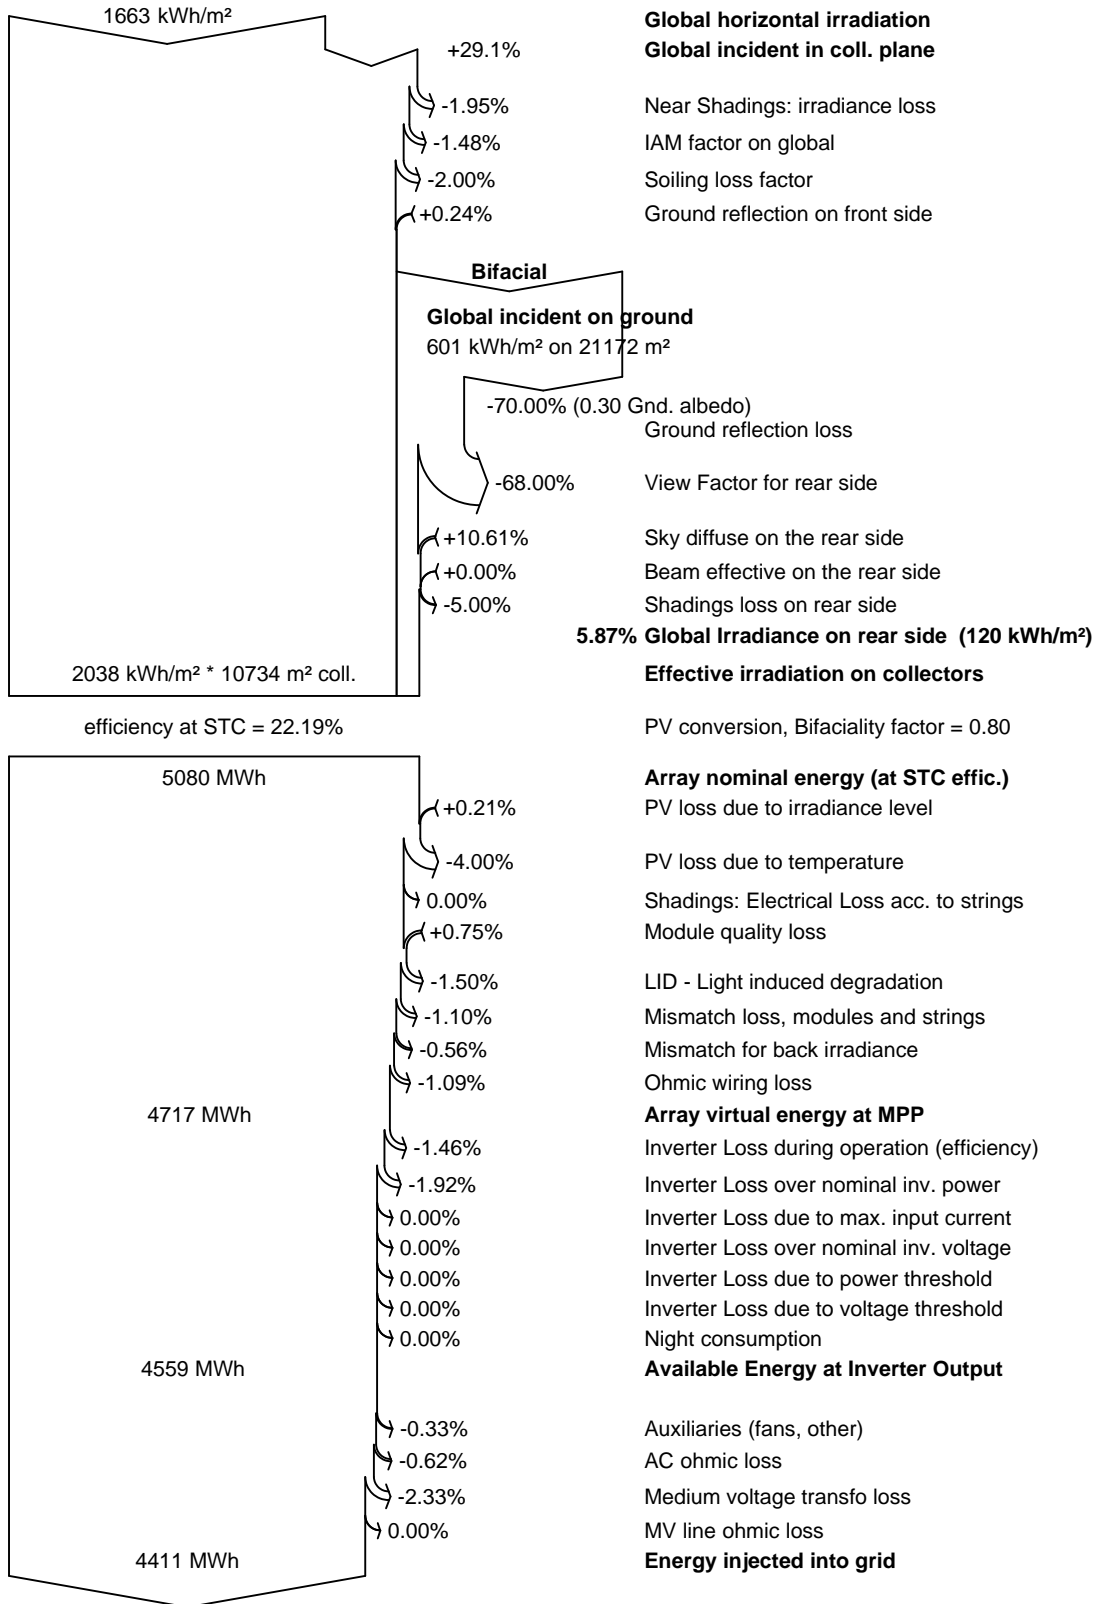 1663 kWh/m² Global horizontal irradiation
+29.1% Global incident in coll. plane
-1.95% Near Shadings: irradiance loss
-1.48% IAM factor on global
-2.00% Soiling loss factor
+0.24% Ground reflection on front side
Bifacial
Global incident on ground
601 kWh/m² on 21172 m²
-70.00% (0.30 Gnd. albedo)
Ground reflection loss
-68.00% View Factor for rear side
+10.61% Sky diffuse on the rear side
+0.00% Beam effective on the rear side
-5.00% Shadings loss on rear side
5.87% Global Irradiance on rear side (120 kWh/m²)
2038 kWh/m² * 10734 m² coll. Effective irradiation on collectors
efficiency at STC = 22.19% PV conversion, Bifaciality factor = 0.80
5080 MWh Array nominal energy (at STC effic.)
+0.21% PV loss due to irradiance level
-4.00% PV loss due to temperature
0.00% Shadings: Electrical Loss acc. to strings
+0.75% Module quality loss
-1.50% LID - Light induced degradation
-1.10% Mismatch loss, modules and strings
-0.56% Mismatch for back irradiance
-1.09% Ohmic wiring loss
4717 MWh Array virtual energy at MPP
-1.46% Inverter Loss during operation (efficiency)
-1.92% Inverter Loss over nominal inv. power
0.00% Inverter Loss due to max. input current
0.00% Inverter Loss over nominal inv. voltage
0.00% Inverter Loss due to power threshold
0.00% Inverter Loss due to voltage threshold
0.00% Night consumption
4559 MWh Available Energy at Inverter Output
-0.33% Auxiliaries (fans, other)
-0.62% AC ohmic loss
-2.33% Medium voltage transfo loss
0.00% MV line ohmic loss
4411 MWh Energy injected into grid